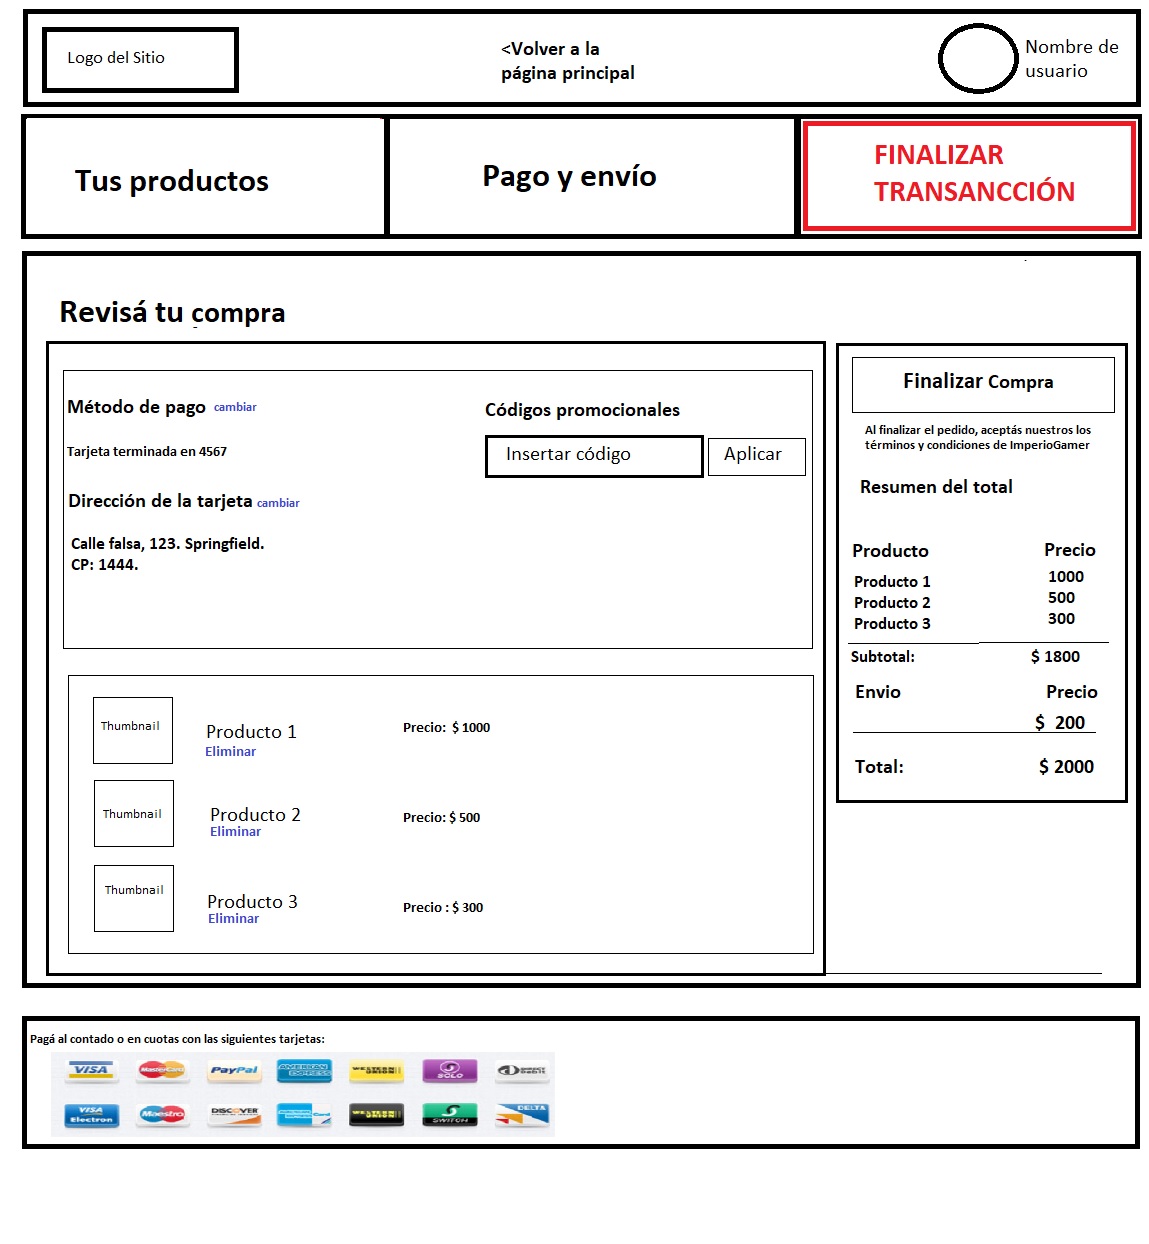 Logo del Sitio
<Volver a la
página principal
Nombre de
usuario
Tus productos
Pago y envío
FINALIZAR
TRANSANCCIÓN
Revisá tu compra
Método de pago cambiar
Tarjeta terminada en 4567
Dirección de la tarjeta cambiar
Calle falsa, 123. Springfield.
CP: 1444.
Códigos promocionales
Insertar código
Aplicar
Thumbnail
Producto 1
Eliminar
Precio: $ 1000
Thumbnail
Producto 2
Eliminar
Precio: $ 500
Thumbnail
Producto 3
Eliminar
Precio : $ 300
Finalizar Compra
Al finalizar el pedido, aceptás nuestros los
términos y condiciones de ImperioGamer
Resumen del total
Producto Precio
Producto 1 1000
Producto 2 500
Producto 3 300
Subtotal: $ 1800
Envio Precio
$ 200
Total: $ 2000
Pagá al contado o en cuotas con las siguientes tarjetas:
VISA MasterCard PayPal AMERICAN EXPRESS WESTERN UNION SOLO DIRECT Debit
VISA Electron Maestro DISCOVER WESTERN UNION SWITCH DELTA